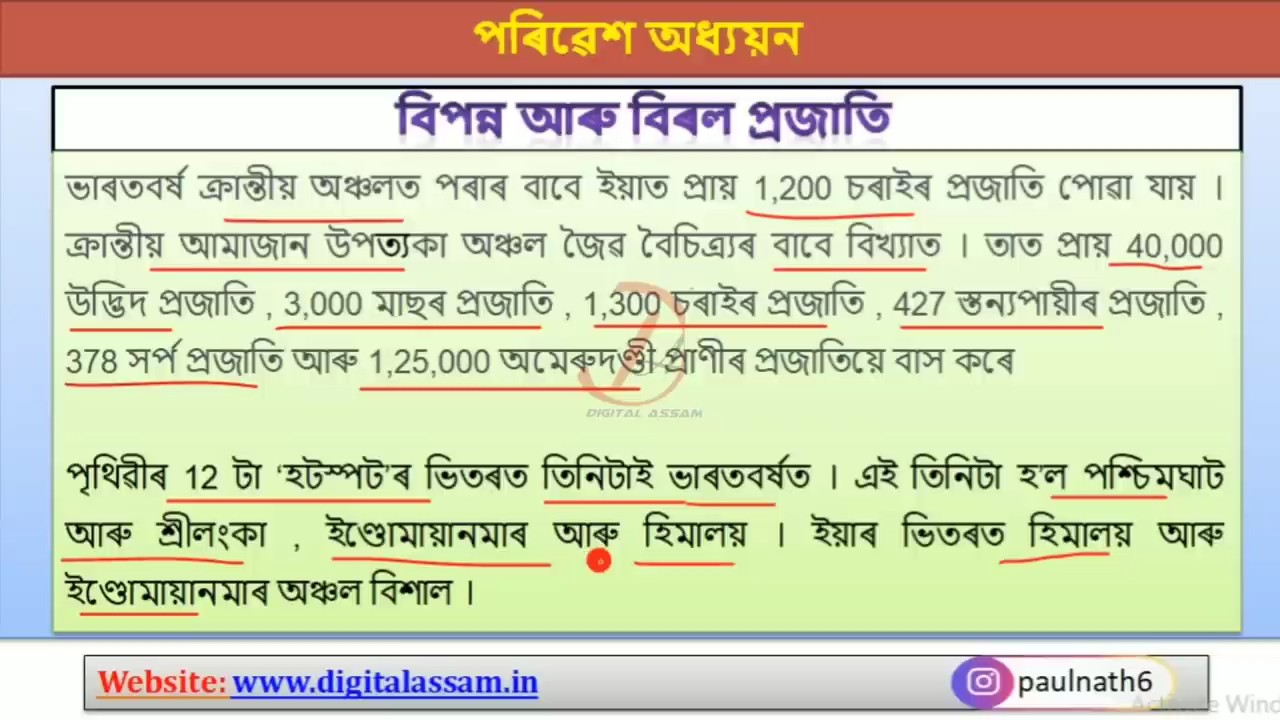 পৰিৱেশ অধ্যয়ন
বিপন্ন আৰু বিৰল প্ৰজাতি
ভাৰতবৰ্ষ ক্ৰান্তীয় অঞ্চলত পৰাৰ বাবে ইয়াত প্ৰায় 1,200 চৰাইৰ প্ৰজাতি পোৱা যায় ।
ক্ৰান্তীয় আমাজান উপত্যকা অঞ্চল জৈৱ বৈচিত্ৰ্যৰ বাবে বিখ্যাত । তাত প্ৰায় 40,000
উদ্ভিদ প্ৰজাতি , 3,000 মাছৰ প্ৰজাতি , 1,300 চৰাইৰ প্ৰজাতি , 427 স্তন্যপায়ীৰ প্ৰজাতি ,
378 সৰ্প প্ৰজাতি আৰু 1,25,000 অমেৰুদণ্ডী প্ৰাণীৰ প্ৰজাতিয়ে বাস কৰে
DIGITAL ASSAM
পৃথিৱীৰ 12 টা ‘হটস্পট’ৰ ভিতৰত তিনিটাই ভাৰতবৰ্ষত । এই তিনিটা হ’ল পশ্চিমঘাট
আৰু শ্ৰীলংকা , ইণ্ডোমায়ানমাৰ আৰু হিমালয় । ইয়াৰ ভিতৰত হিমালয় আৰু
ইণ্ডোমায়ানমাৰ অঞ্চল বিশাল ।
Website: www.digitalassam.in
paulnath6
Activate Wind